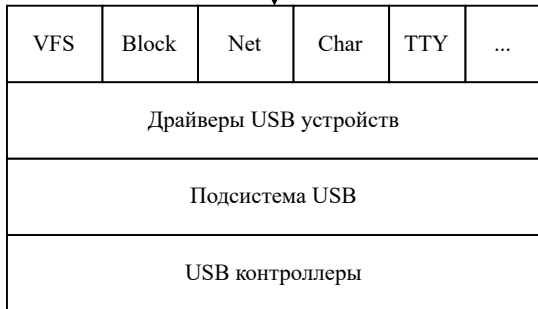 VFS Block Net Char TTY ...
Драйверы USB устройств
Подсистема USB
USB контроллеры